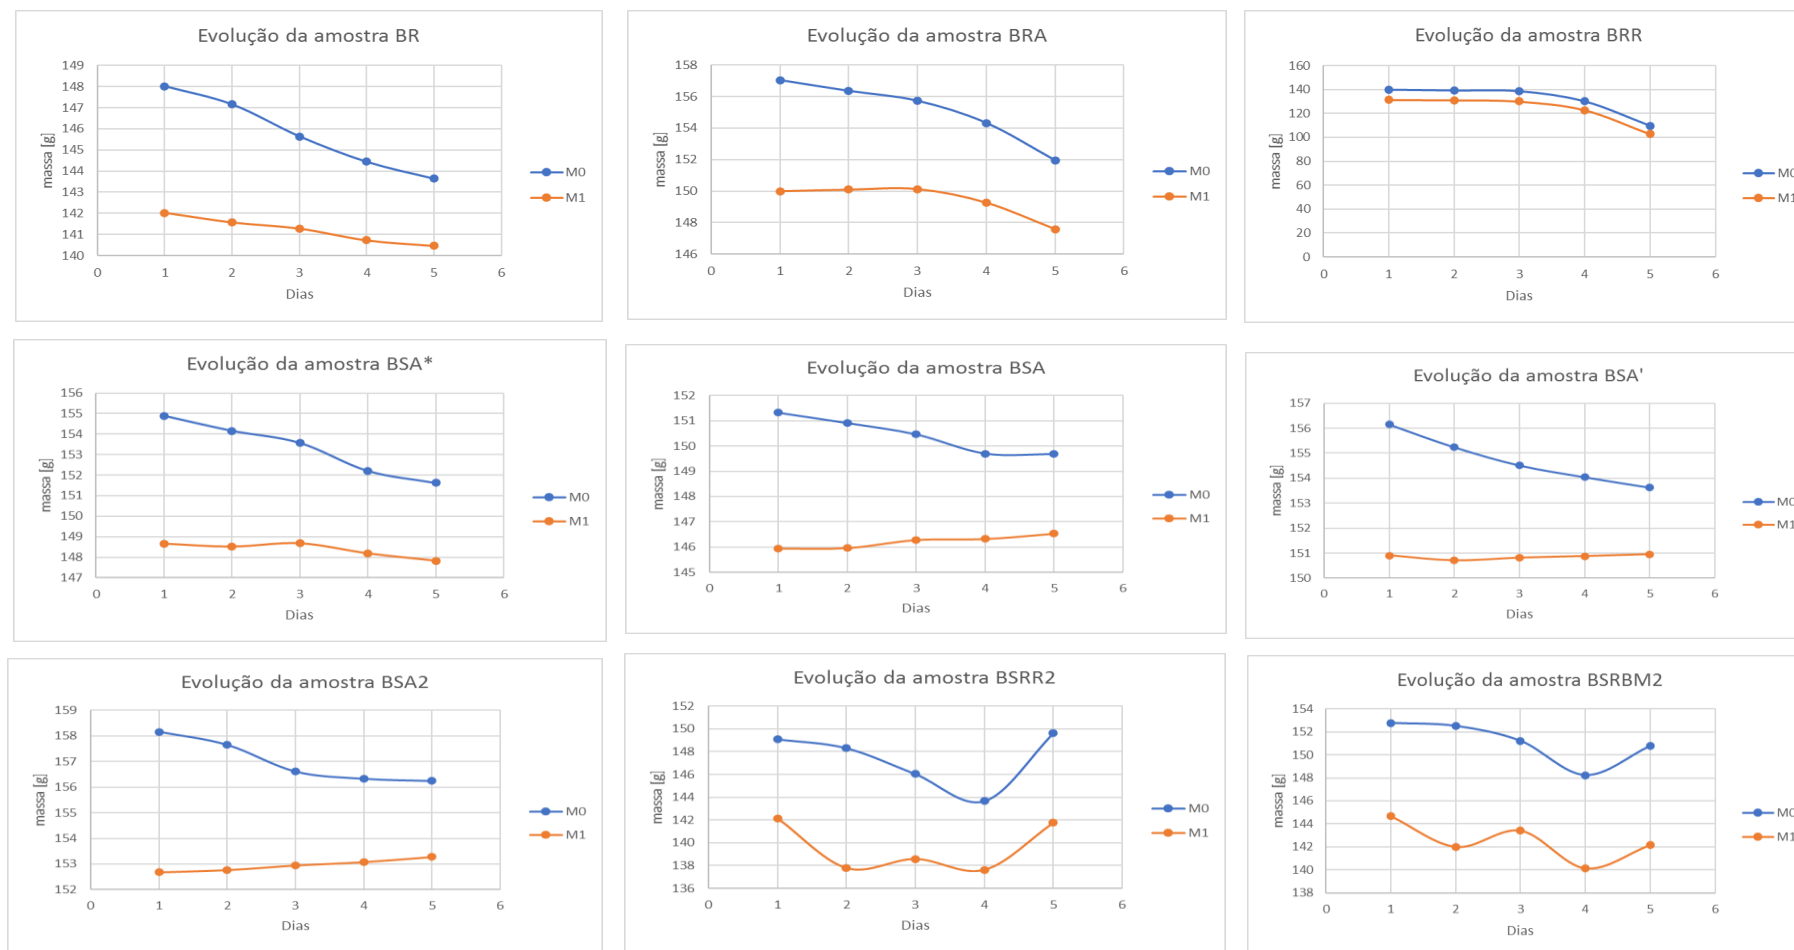 Evolução da amostra BR
149
148
147
146
145
144
143
142
141
140
0 1 2 3 4 5 6
massa [g]
Dias
M0
M1
Evolução da amostra BRA
158
156
154
152
150
148
146
0 1 2 3 4 5 6
massa [g]
Dias
M0
M1
Evolução da amostra BRR
160
140
120
100
80
60
40
20
0
0 1 2 3 4 5 6
massa [g]
Dias
M0
M1
Evolução da amostra BSA*
156
155
154
153
152
151
150
149
148
147
0 1 2 3 4 5 6
massa [g]
Dias
M0
M1
Evolução da amostra BSA
152
151
150
149
148
147
146
145
0 1 2 3 4 5 6
massa [g]
Dias
M0
M1
Evolução da amostra BSA'
157
156
155
154
153
152
151
150
0 1 2 3 4 5 6
massa [g]
Dias
M0
M1
Evolução da amostra BSA2
159
158
157
156
155
154
153
152
0 1 2 3 4 5 6
massa [g]
Dias
M0
M1
Evolução da amostra BSRR2
152
150
148
146
144
142
140
138
136
0 1 2 3 4 5 6
massa [g]
Dias
M0
M1
Evolução da amostra BSRBM2
154
152
150
148
146
144
142
140
138
0 1 2 3 4 5 6
massa [g]
Dias
M0
M1